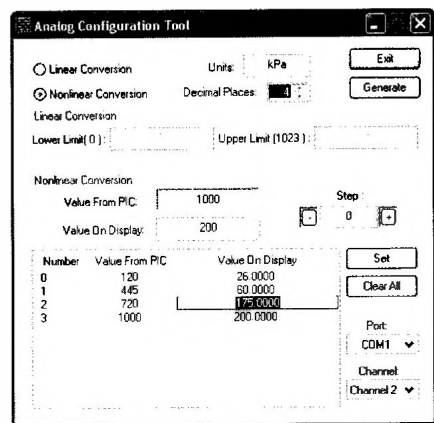 Analog Configuration Tool
Linear Conversion
Units: kPa
Exit
Nonlinear Conversion
Decimal Places: 4
Generate
Linear Conversion
Lower Limit( 0 ) :
Upper Limit (1023 ) :
Nonlinear Conversion
Value From PIC: 1000
Step
- 0 +
Value On Display: 200
Number Value From PIC Value On Display
0 120 26.0000
1 445 60.0000
2 720 175.0000
3 1000 200.0000
Set
Clear All
Port:
COM1
Channel:
Channel 2